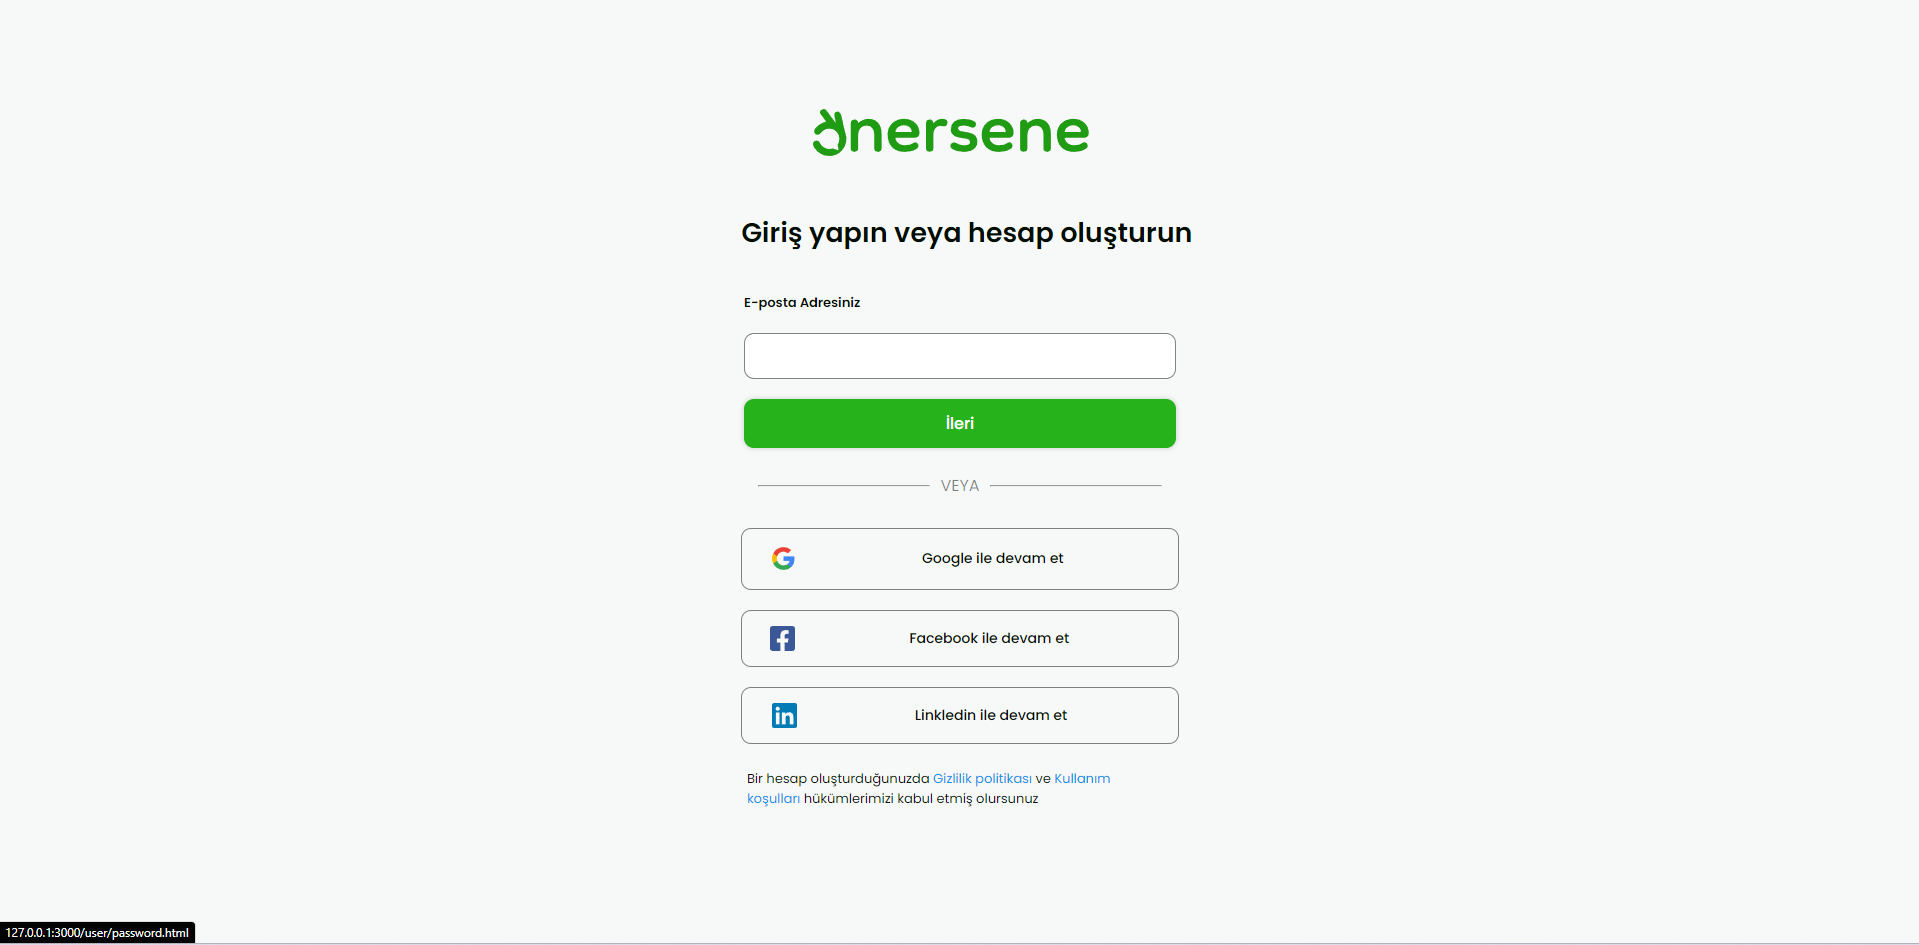 önersene
Giriş yapın veya hesap oluşturun
E-posta Adresiniz
İleri
VEYA
Google ile devam et
Facebook ile devam et
Linkledin ile devam et
Bir hesap oluşturduğunuzda Gizlilik politikası ve Kullanım
koşulları hükümlerimizi kabul etmiş olursunuz
127.0.0.1:3000/user/password.html